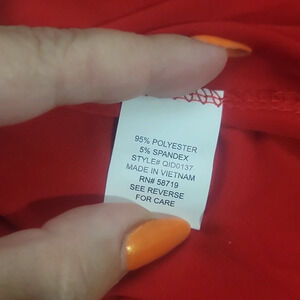 95% POLYESTER
5% SPANDEX
STYLE# QID0137
MADE IN VIETNAM
RN# 58719
SEE REVERSE
FOR CARE